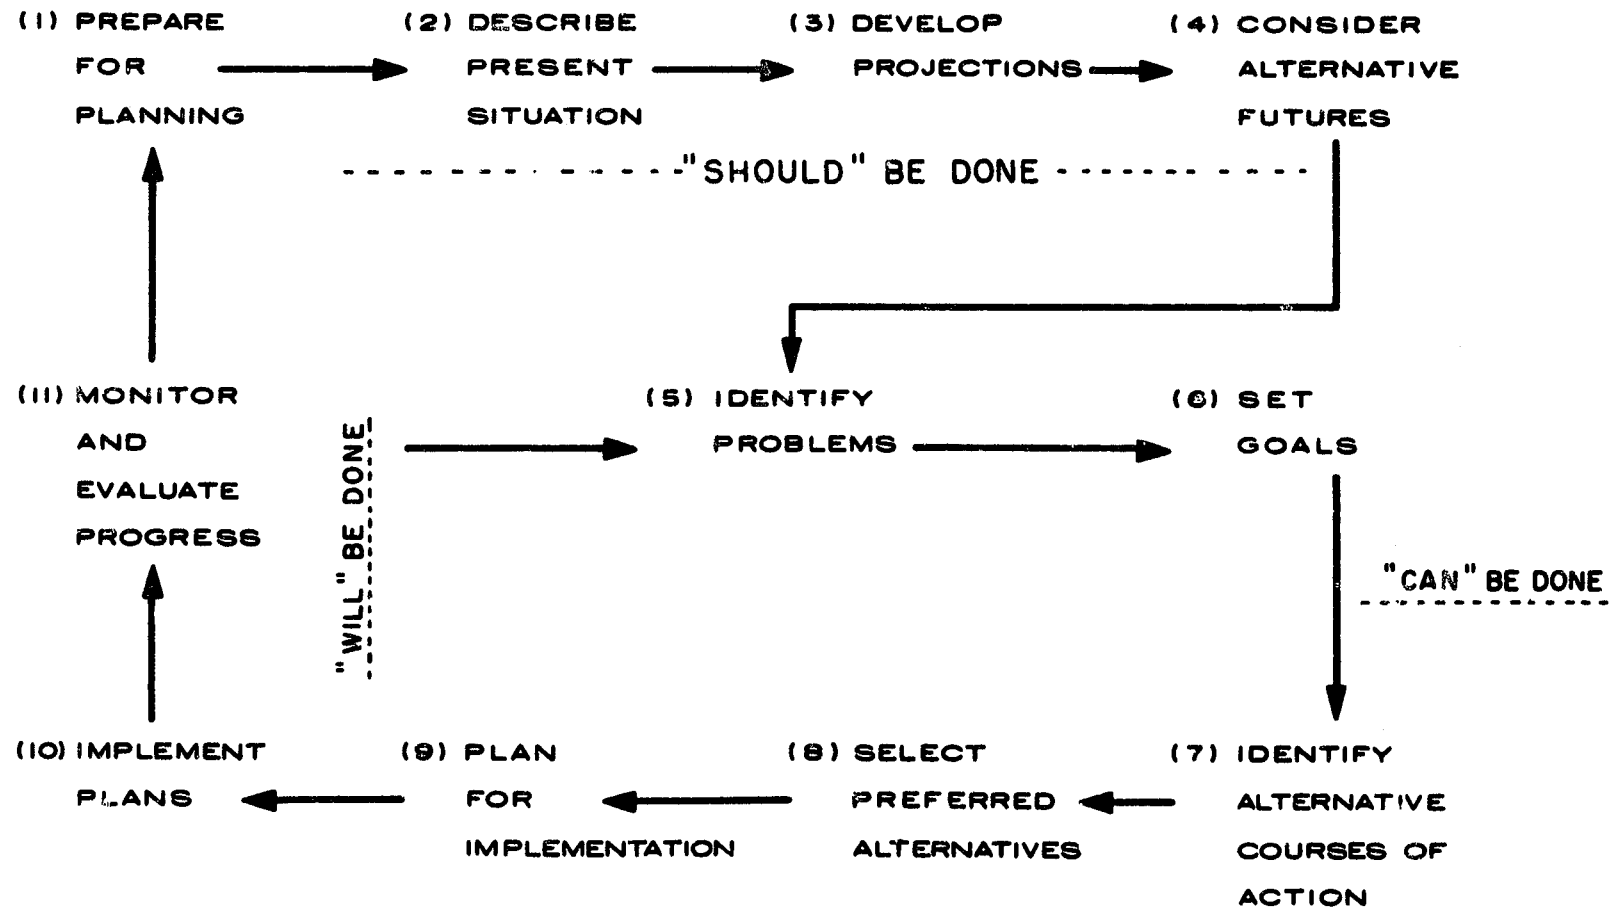 (1) PREPARE
FOR
PLANNING
(2) DESCRIBE
PRESENT
SITUATION
(3) DEVELOP
PROJECTIONS
(4) CONSIDER
ALTERNATIVE
FUTURES
"SHOULD" BE DONE
(11) MONITOR
AND
EVALUATE
PROGRESS
"WILL" BE DONE
(5) IDENTIFY
PROBLEMS
(6) SET
GOALS
"CAN" BE DONE
(10) IMPLEMENT
PLANS
(9) PLAN
FOR
IMPLEMENTATION
(8) SELECT
PREFERRED
ALTERNATIVES
(7) IDENTIFY
ALTERNATIVE
COURSES OF
ACTION